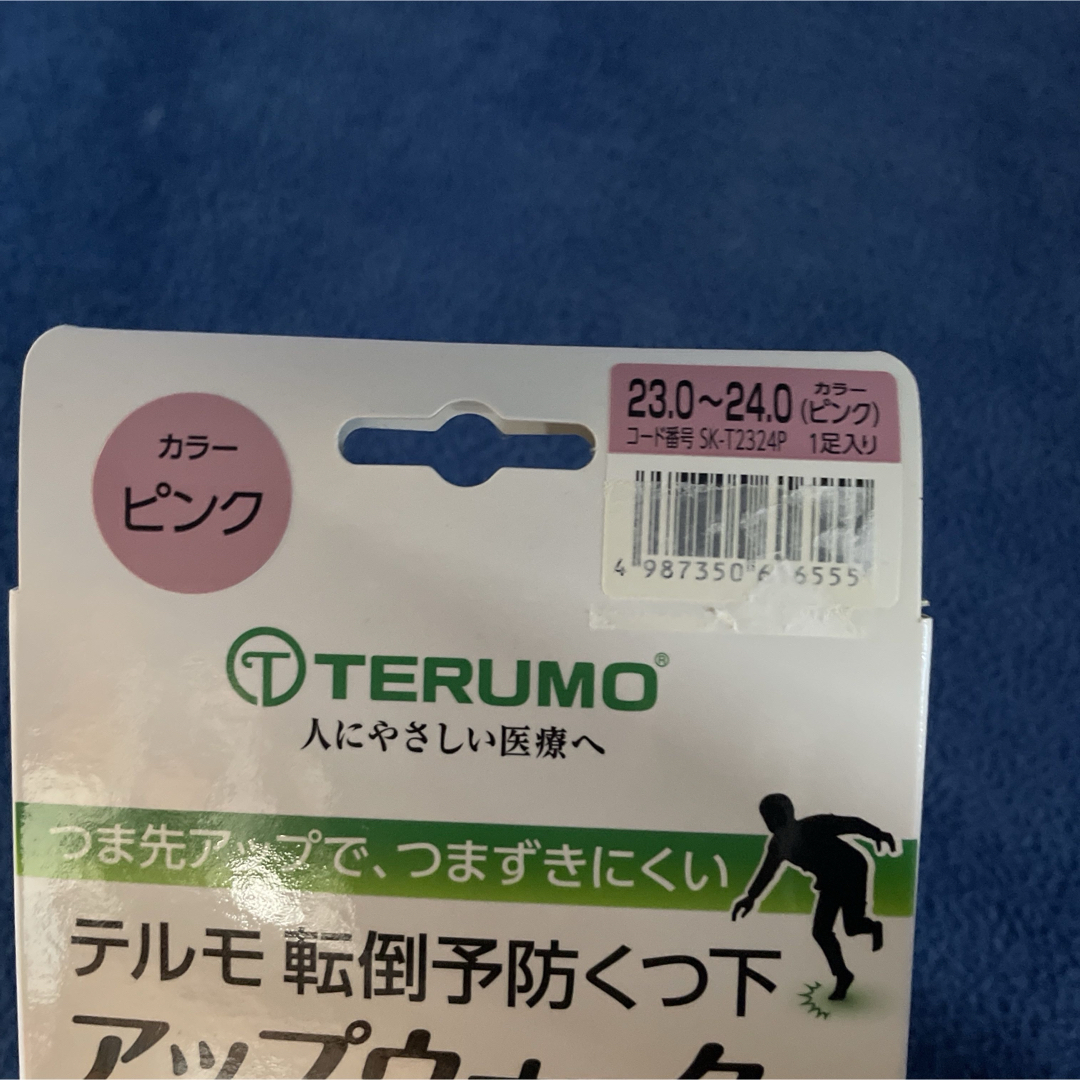 カラー
ピンク
23.0～24.0 カラー(ピンク)
コード番号 SK-T2324P 1足入り
4 987350 6 6555
TERUMO®
人にやさしい医療へ
つま先アップで、つまずきにくい
テルモ 転倒予防くつ下